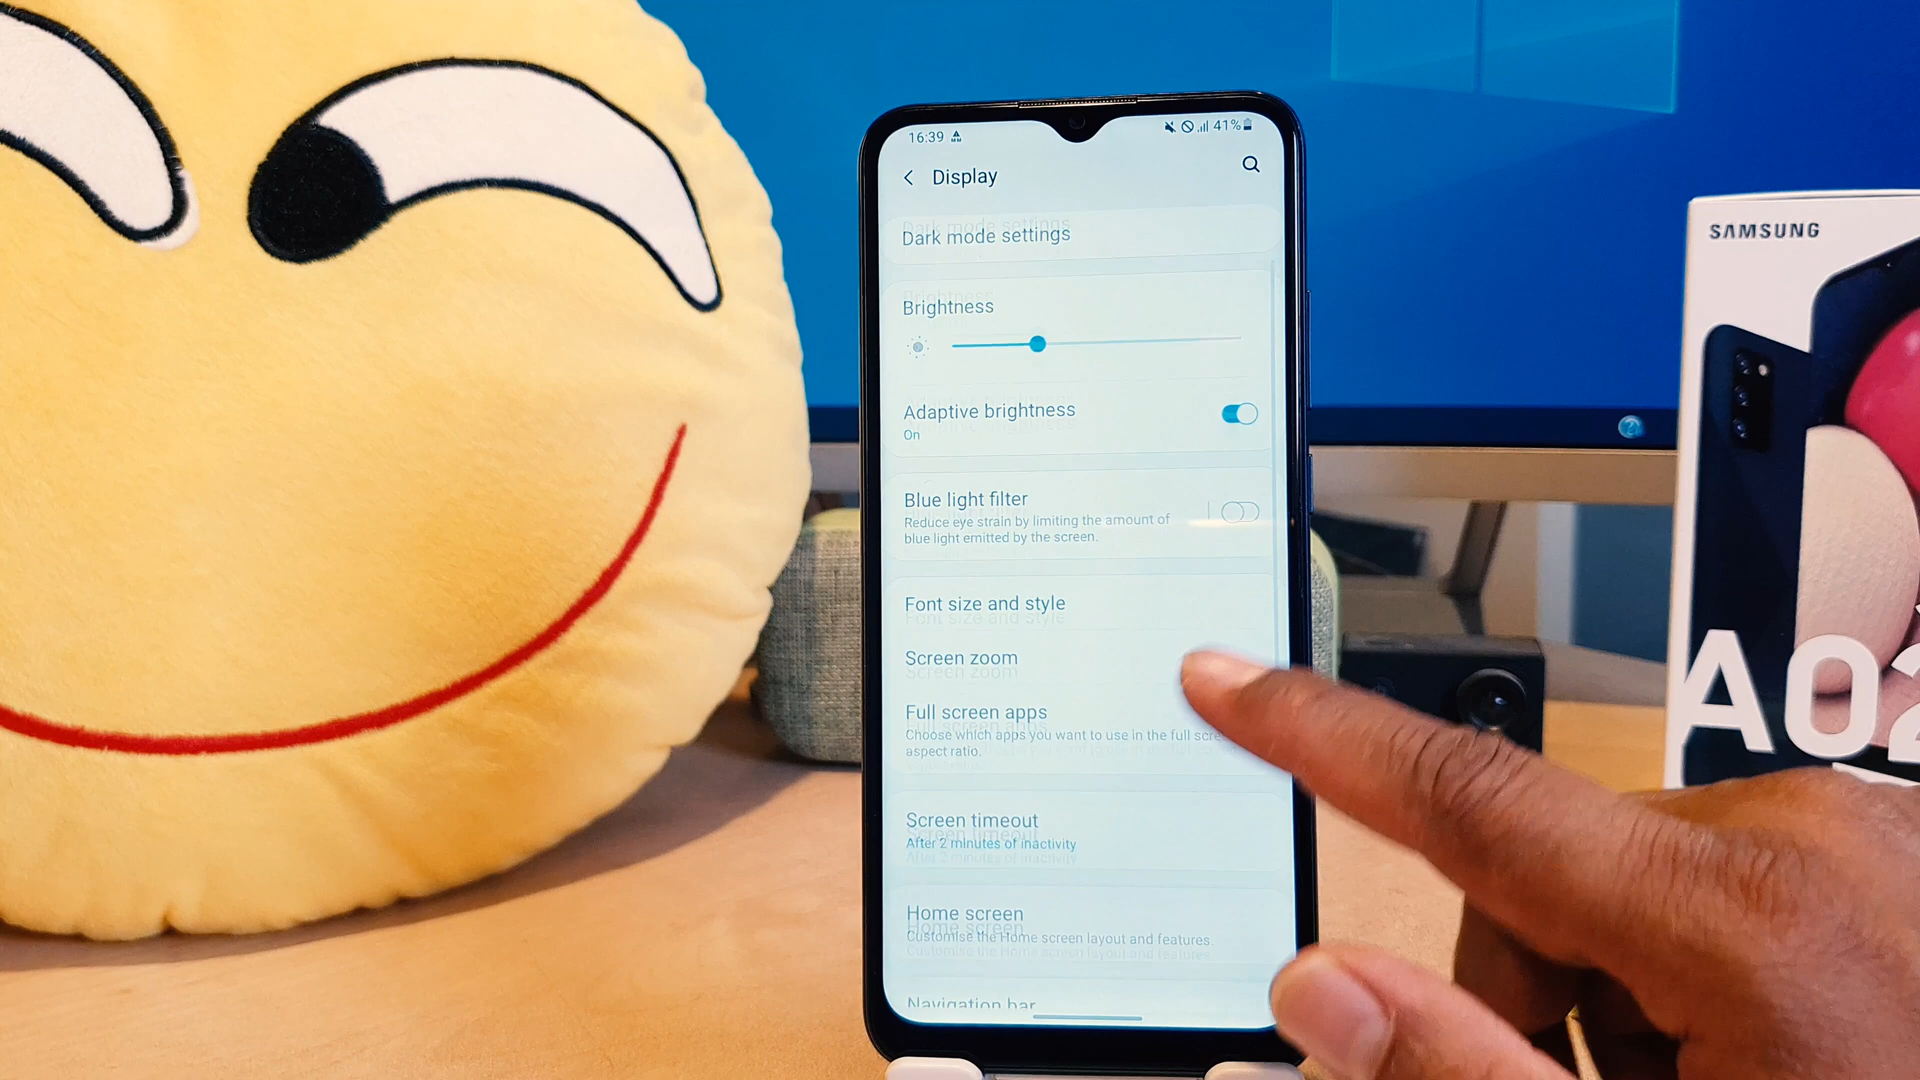 16:39
41%
Display
Dark mode settings
Brightness
Adaptive brightness
On
Blue light filter
Reduce eye strain by limiting the amount of
blue light emitted by the screen.
Font size and style
Screen zoom
Full screen apps
Choose which apps you want to use in the full
aspect ratio.
Screen timeout
After 2 minutes of inactivity
Home screen
Customise the Home screen layout and features.
Navigation bar
SAMSUNG
A02